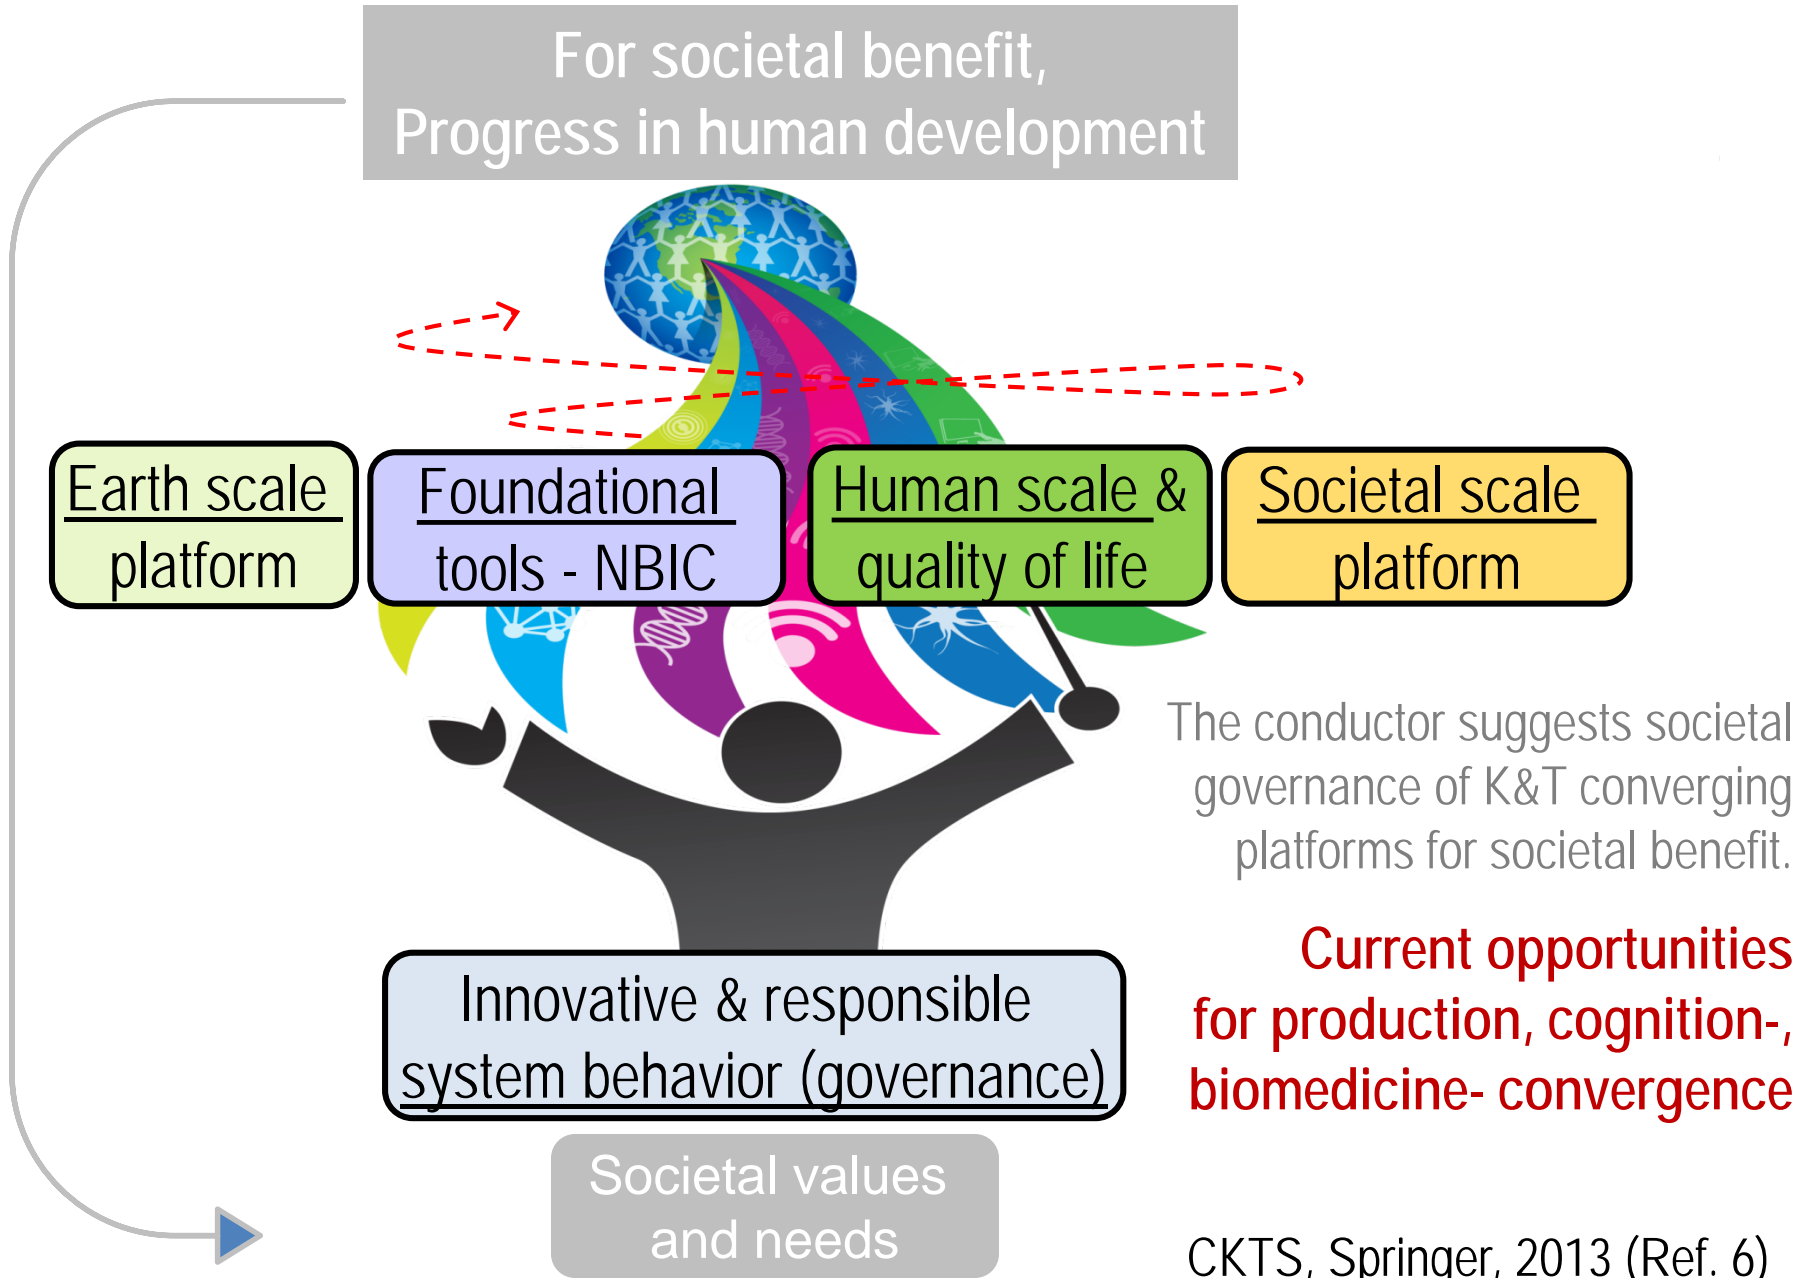 For societal benefit,
Progress in human development
Earth scale
platform
Foundational
tools - NBIC
Human scale &
quality of life
Societal scale
platform
The conductor suggests societal
governance of K&T converging
platforms for societal benefit.
Current opportunities
for production, cognition-,
biomedicine- convergence
Innovative & responsible
system behavior (governance)
Societal values
and needs
CKTS, Springer, 2013 (Ref. 6)